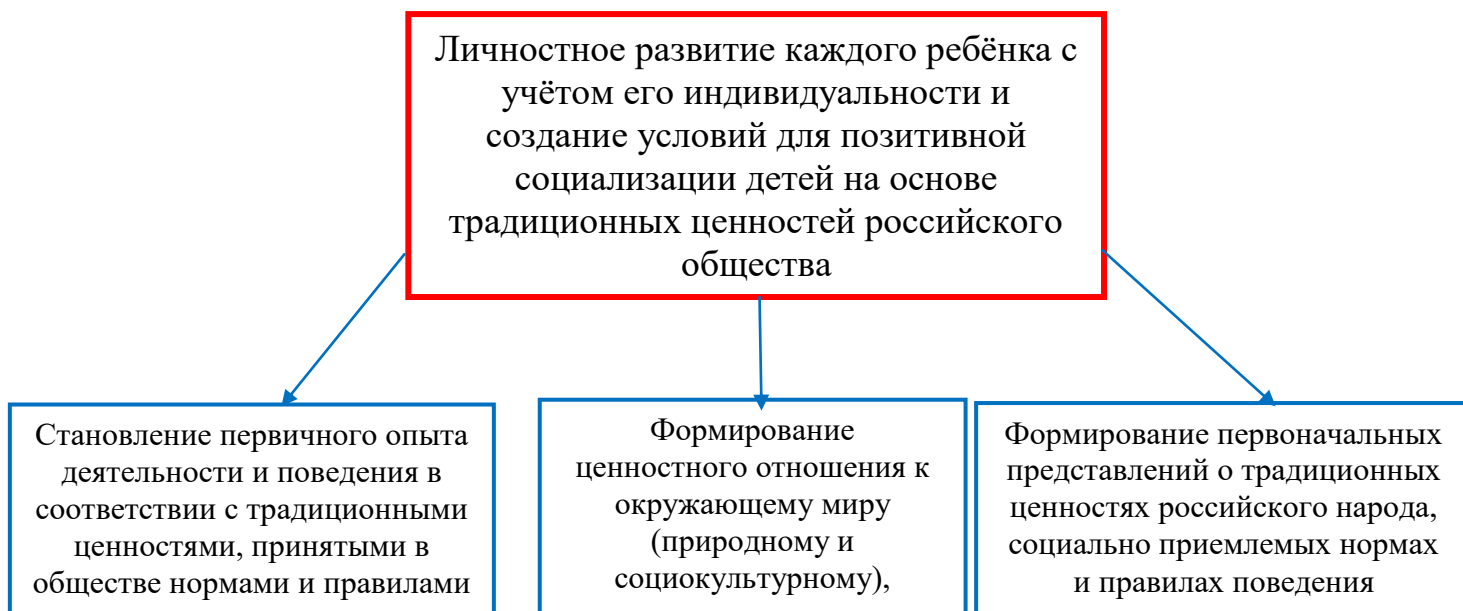 Личностное развитие каждого ребёнка с
учётом его индивидуальности и
создание условий для позитивной
социализации детей на основе
традиционных ценностей российского
общества
Становление первичного опыта
деятельности и поведения в
соответствии с традиционными
ценностями, принятыми в
обществе нормами и правилами
Формирование
ценностного отношения к
окружающему миру
(природному и
социокультурному),
Формирование первоначальных
представлений о традиционных
ценностях российского народа,
социально приемлемых нормах
и правилах поведения